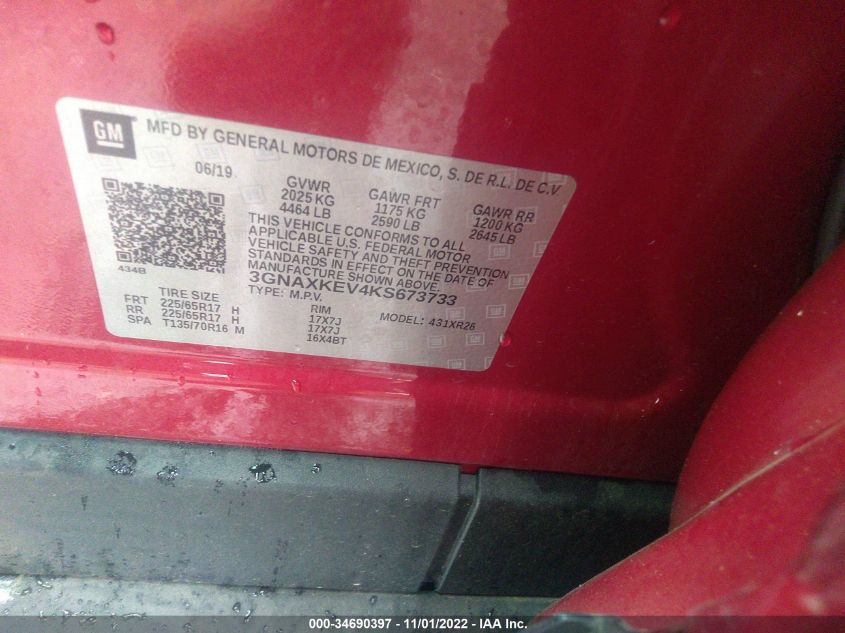 GM
MFD BY GENERAL MOTORS DE MEXICO, S. DE R.L. DE C.V
06/19
GVWR GAWR FRT GAWR RR
2025 KG 1175 KG 1200 KG
4464 LB 2590 LB 2645 LB
THIS VEHICLE CONFORMS TO ALL
APPLICABLE U.S. FEDERAL MOTOR
VEHICLE SAFETY AND THEFT PREVENTION
STANDARDS IN EFFECT ON THE DATE OF
MANUFACTURE SHOWN ABOVE.
434B
3GNAXKEV4KS673733
TYPE: M.P.V. MODEL: 431XR26
TIRE SIZE RIM
FRT 225/65R17 H 17X7J
RR 225/65R17 H 17X7J
SPA T135/70R16 M 16X4BT
000-34690397 - 11/01/2022 - IAA Inc.